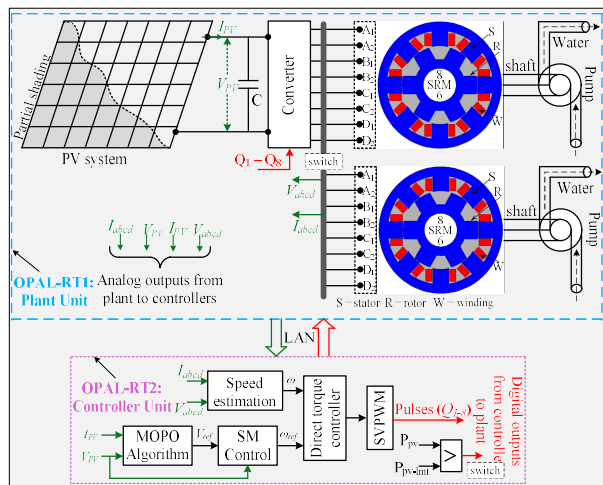 Partial shading
PV system
I_PV
V_PV
C
Converter
Q1 – Q8
switch
V_abcd
I_abcd
A1
A2
B1
B2
C1
C2
D1
D2
8
SRM
6
S
R
W
shaft
Water
Pump
A1
A2
B1
B2
C1
C2
D1
D2
8
SRM
6
S
R
W
shaft
Water
Pump
S−stator R−rotor W−winding
I_abcd V_PV I_PV V_abcd
Analog outputs from
plant to controllers
OPAL-RT1:
Plant Unit
LAN
OPAL-RT2:
Controller Unit
I_abcd
V_abcd
Speed
estimation
ω
I_PV
V_PV
MOPO
Algorithm
V_ref
SM
Control
ω_ref
Direct torque
controller
SVPWM
Pulses (Q1-8)
P_pv
P_pv-lmt
>
switch
Digital outputs
from controller
to plant